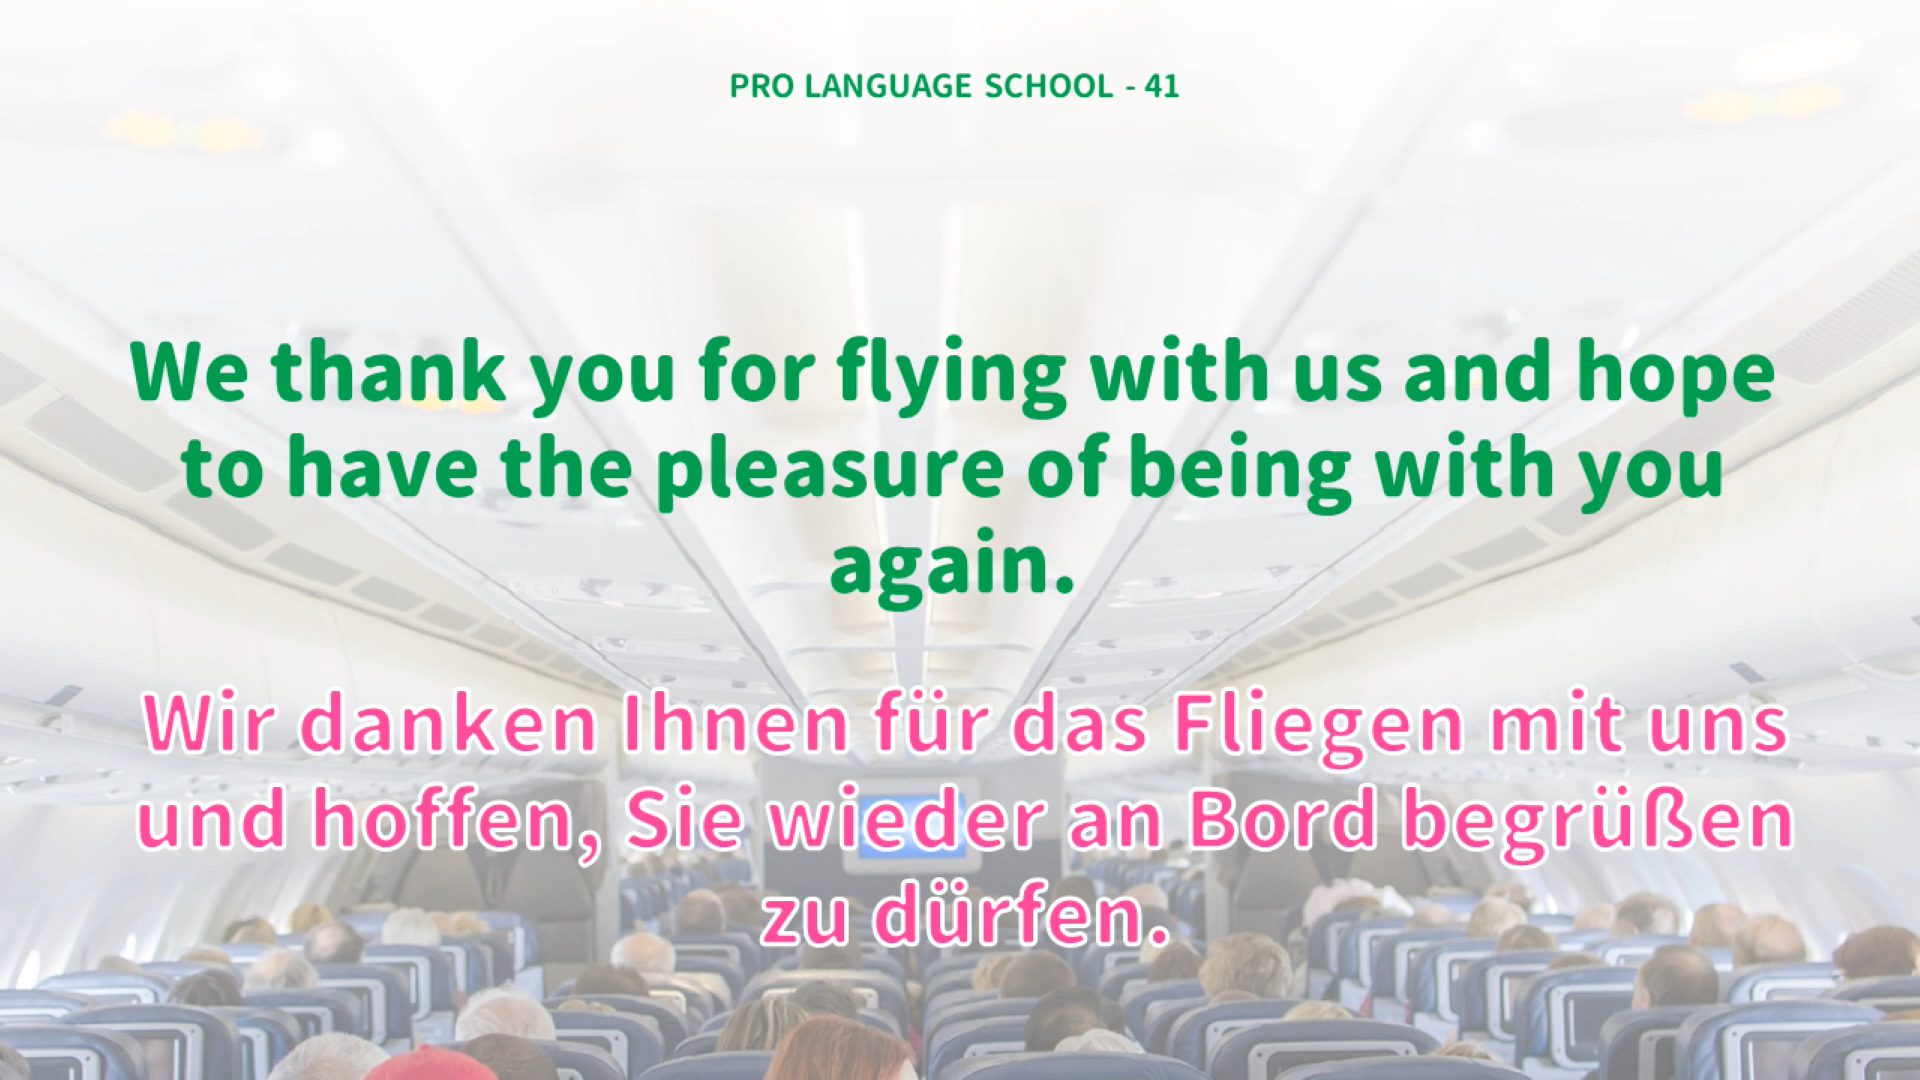 PRO LANGUAGE SCHOOL - 41
We thank you for flying with us and hope
to have the pleasure of being with you
again.
Wir danken Ihnen für das Fliegen mit uns
und hoffen, Sie wieder an Bord begrüßen
zu dürfen.